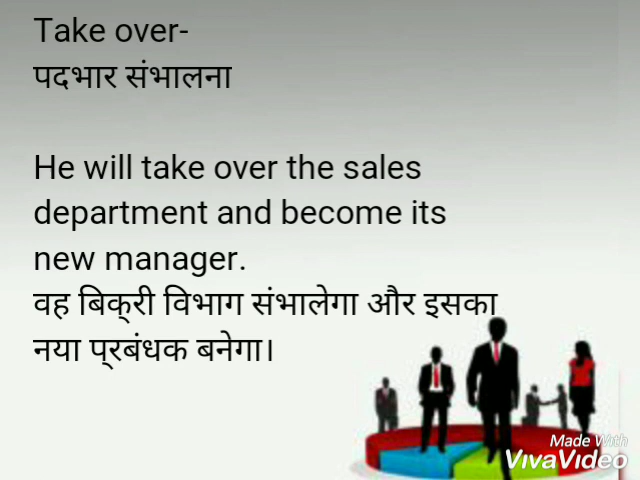 Take over-
पदभार संभालना
He will take over the sales
department and become its
new manager.
वह बिक्री विभाग संभालेगा और इसका
नया प्रबंधक बनेगा।
Made With
VivaVideo